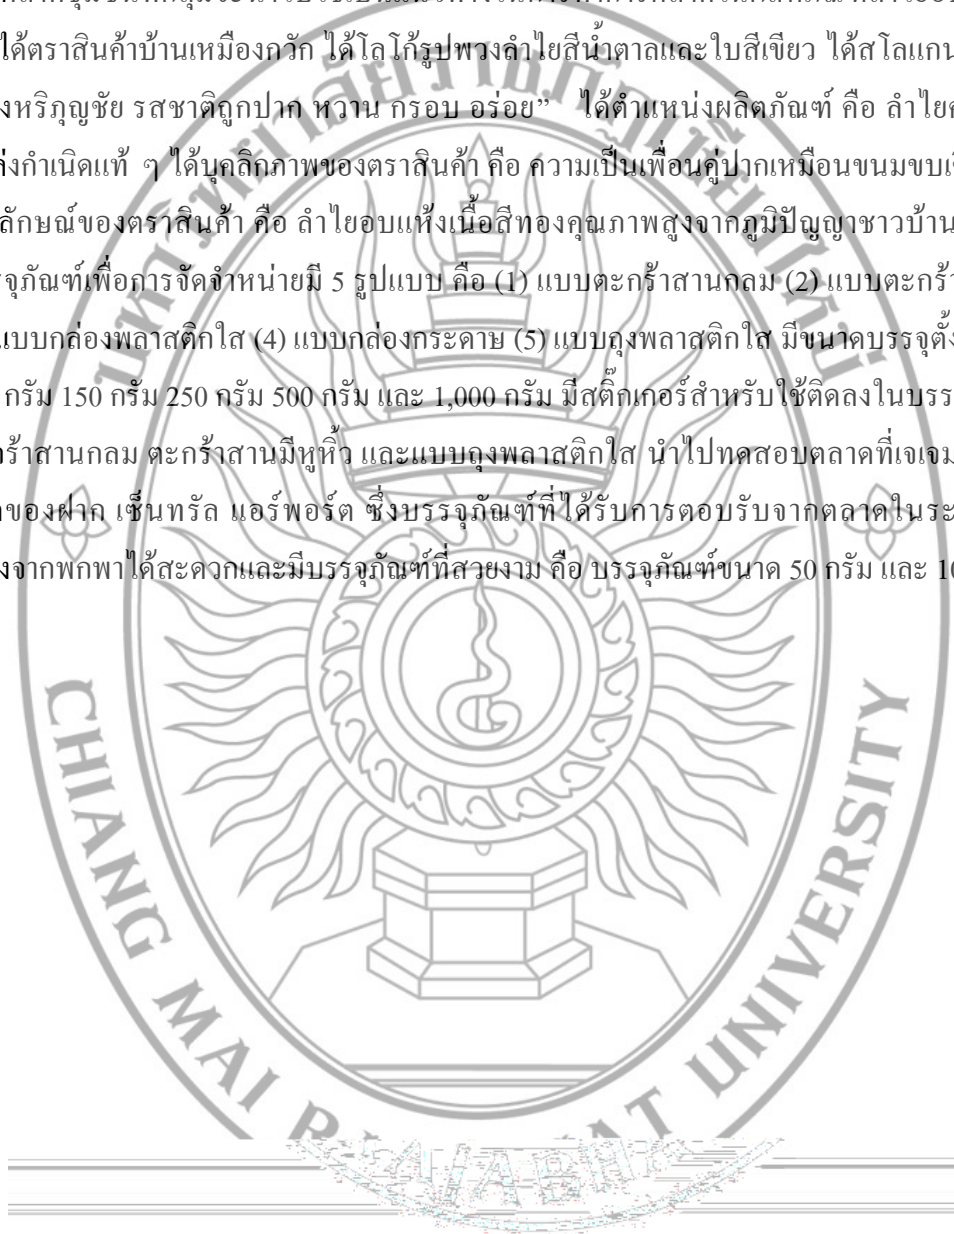 ได้ตราสินค้าบ้านเหมืองกวัก ได้โลโก้รูปพวงลำไยสีน้ำตาลและใบสีเขียว ได้สโลแกน
หริภุญชัย รสชาติถูกปาก หวาน กรอบ อร่อย” ได้ตำแหน่งผลิตภัณฑ์ คือ ลำไย
กำเนิดแท้ ๆ ได้บุคลิกภาพของตราสินค้า คือ ความเป็นเพื่อนคู่ปากเหมือนขนมขบ
ลักษณ์ของตราสินค้า คือ ลำไยอบแห้งเนื้อสีทองคุณภาพสูงจากภูมิปัญญาชาวบ้าน
จุภัณฑ์เพื่อการจัดจำหน่ายมี 5 รูปแบบ คือ (1) แบบตะกร้าสานกลม (2) แบบตะกร้า
แบบกล่องพลาสติกใส (4) แบบกล่องกระดาษ (5) แบบถุงพลาสติกใส มีขนาดบรรจุตั้ง
กรัม 150 กรัม 250 กรัม 500 กรัม และ 1,000 กรัม มีสติ๊กเกอร์สำหรับใช้ติดลงในบรร
ร้าสานกลม ตะกร้าสานมีหูหิ้ว และแบบถุงพลาสติกใส นำไปทดสอบตลาดที่เจเจม
ของฝาก เซ็นทรัล แอร์พอร์ต ซึ่งบรรจุภัณฑ์ที่ได้รับการตอบรับจากตลาดในระ
งจากพกพาได้สะดวกและมีบรรจุภัณฑ์ที่สวยงาม คือ บรรจุภัณฑ์ขนาด 50 กรัม และ 10
มหาวิทยาลัยราชภัฏเชียงใหม่
CHIANG MAI RAJABHAT UNIVERSITY